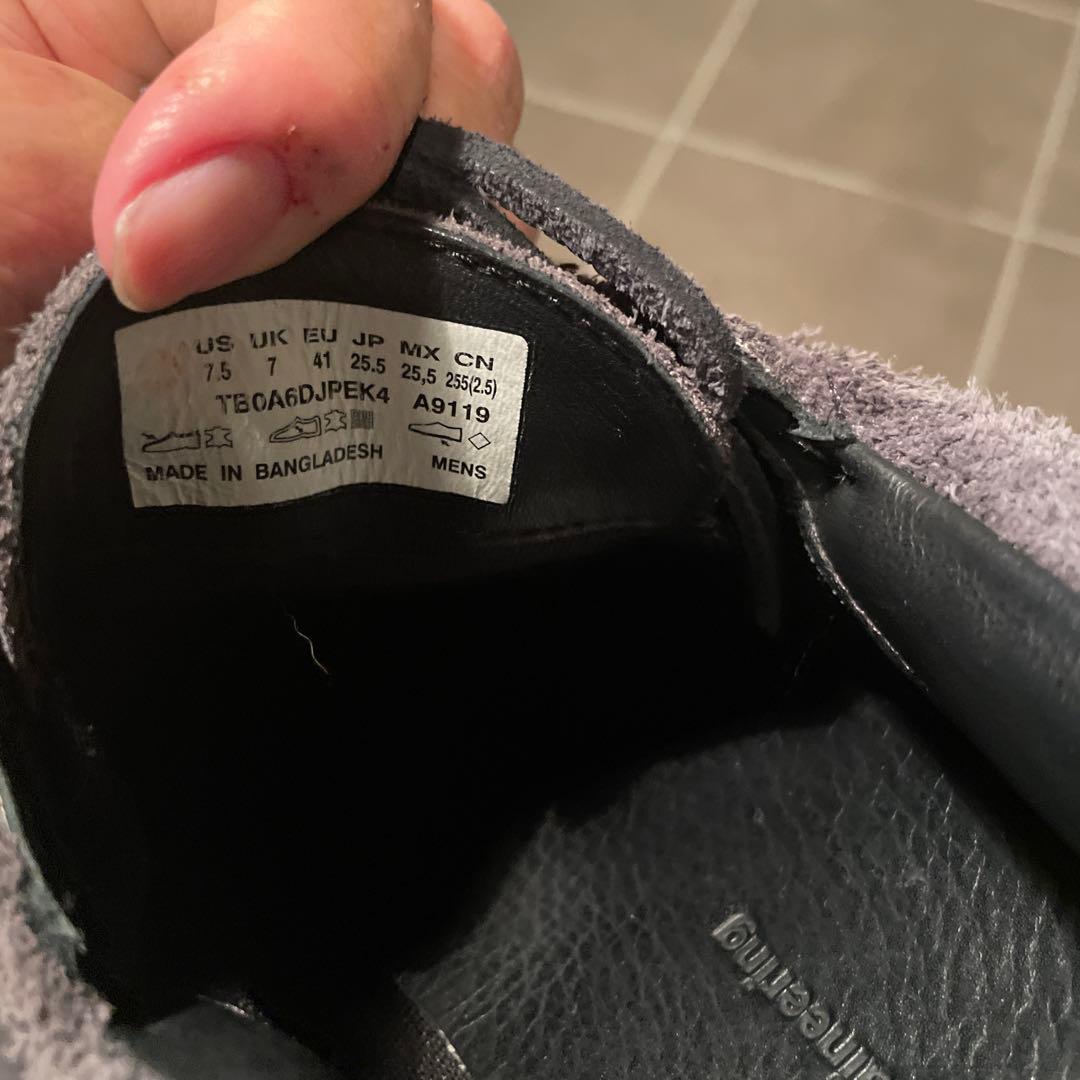 US UK EU JP MX CN
7.5 7 41 25.5 25,5 255(2.5)
TB0A6DJPEK4 A9119
MADE IN BANGLADESH MENS